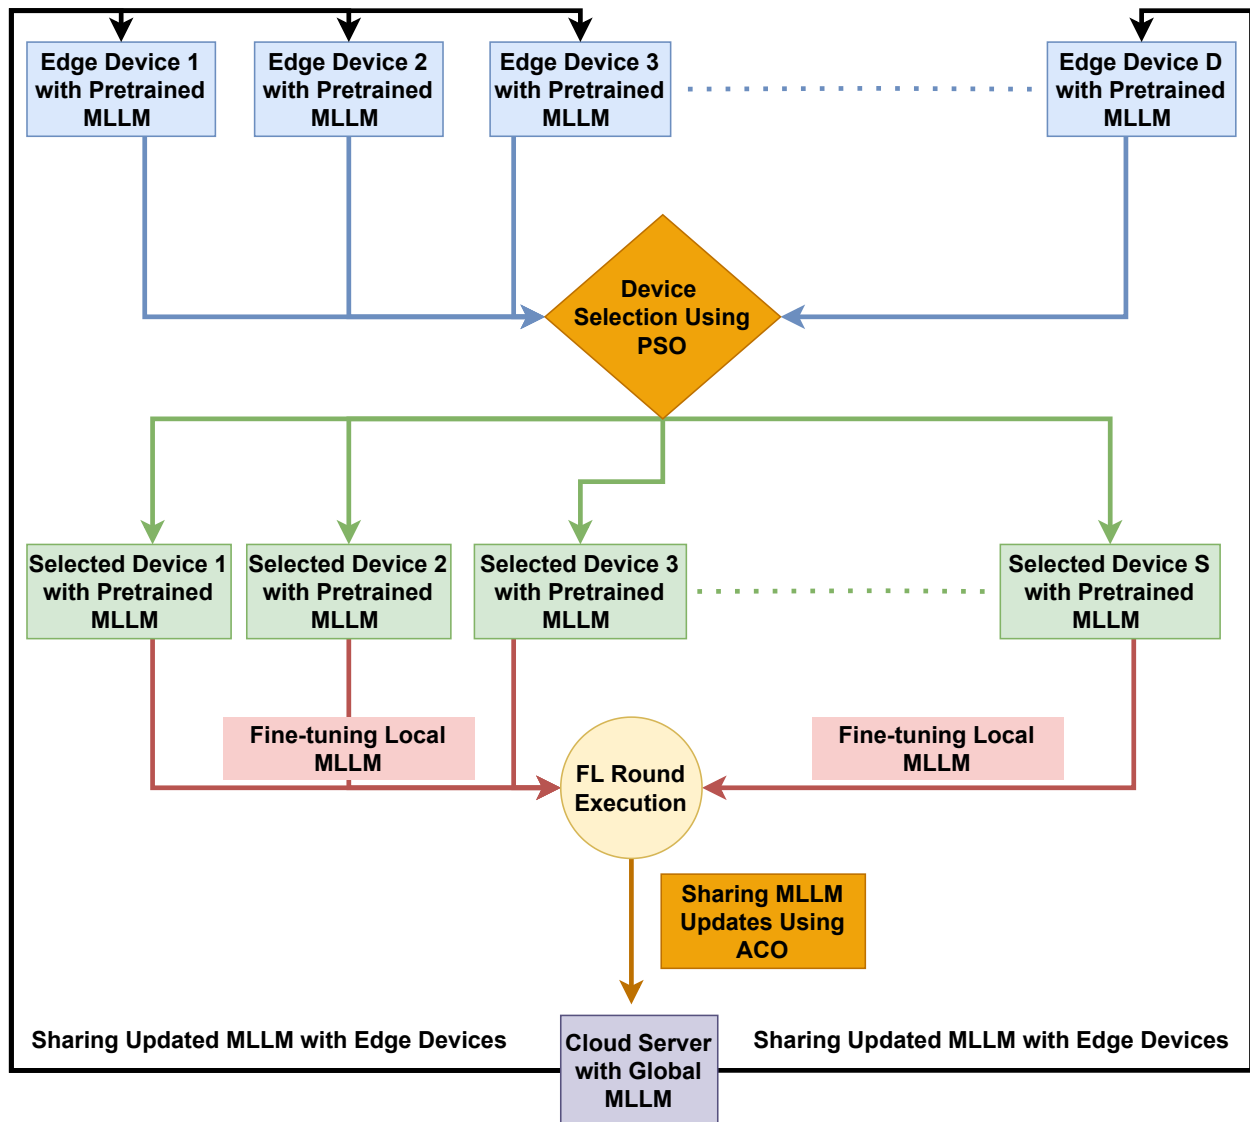 Edge Device 1
with Pretrained
MLLM
Edge Device 2
with Pretrained
MLLM
Edge Device 3
with Pretrained
MLLM
Edge Device D
with Pretrained
MLLM
Device
Selection Using
PSO
Selected Device 1
with Pretrained
MLLM
Selected Device 2
with Pretrained
MLLM
Selected Device 3
with Pretrained
MLLM
Selected Device S
with Pretrained
MLLM
Fine-tuning Local
MLLM
FL Round
Execution
Fine-tuning Local
MLLM
Sharing MLLM
Updates Using
ACO
Sharing Updated MLLM with Edge Devices
Cloud Server
with Global
MLLM
Sharing Updated MLLM with Edge Devices